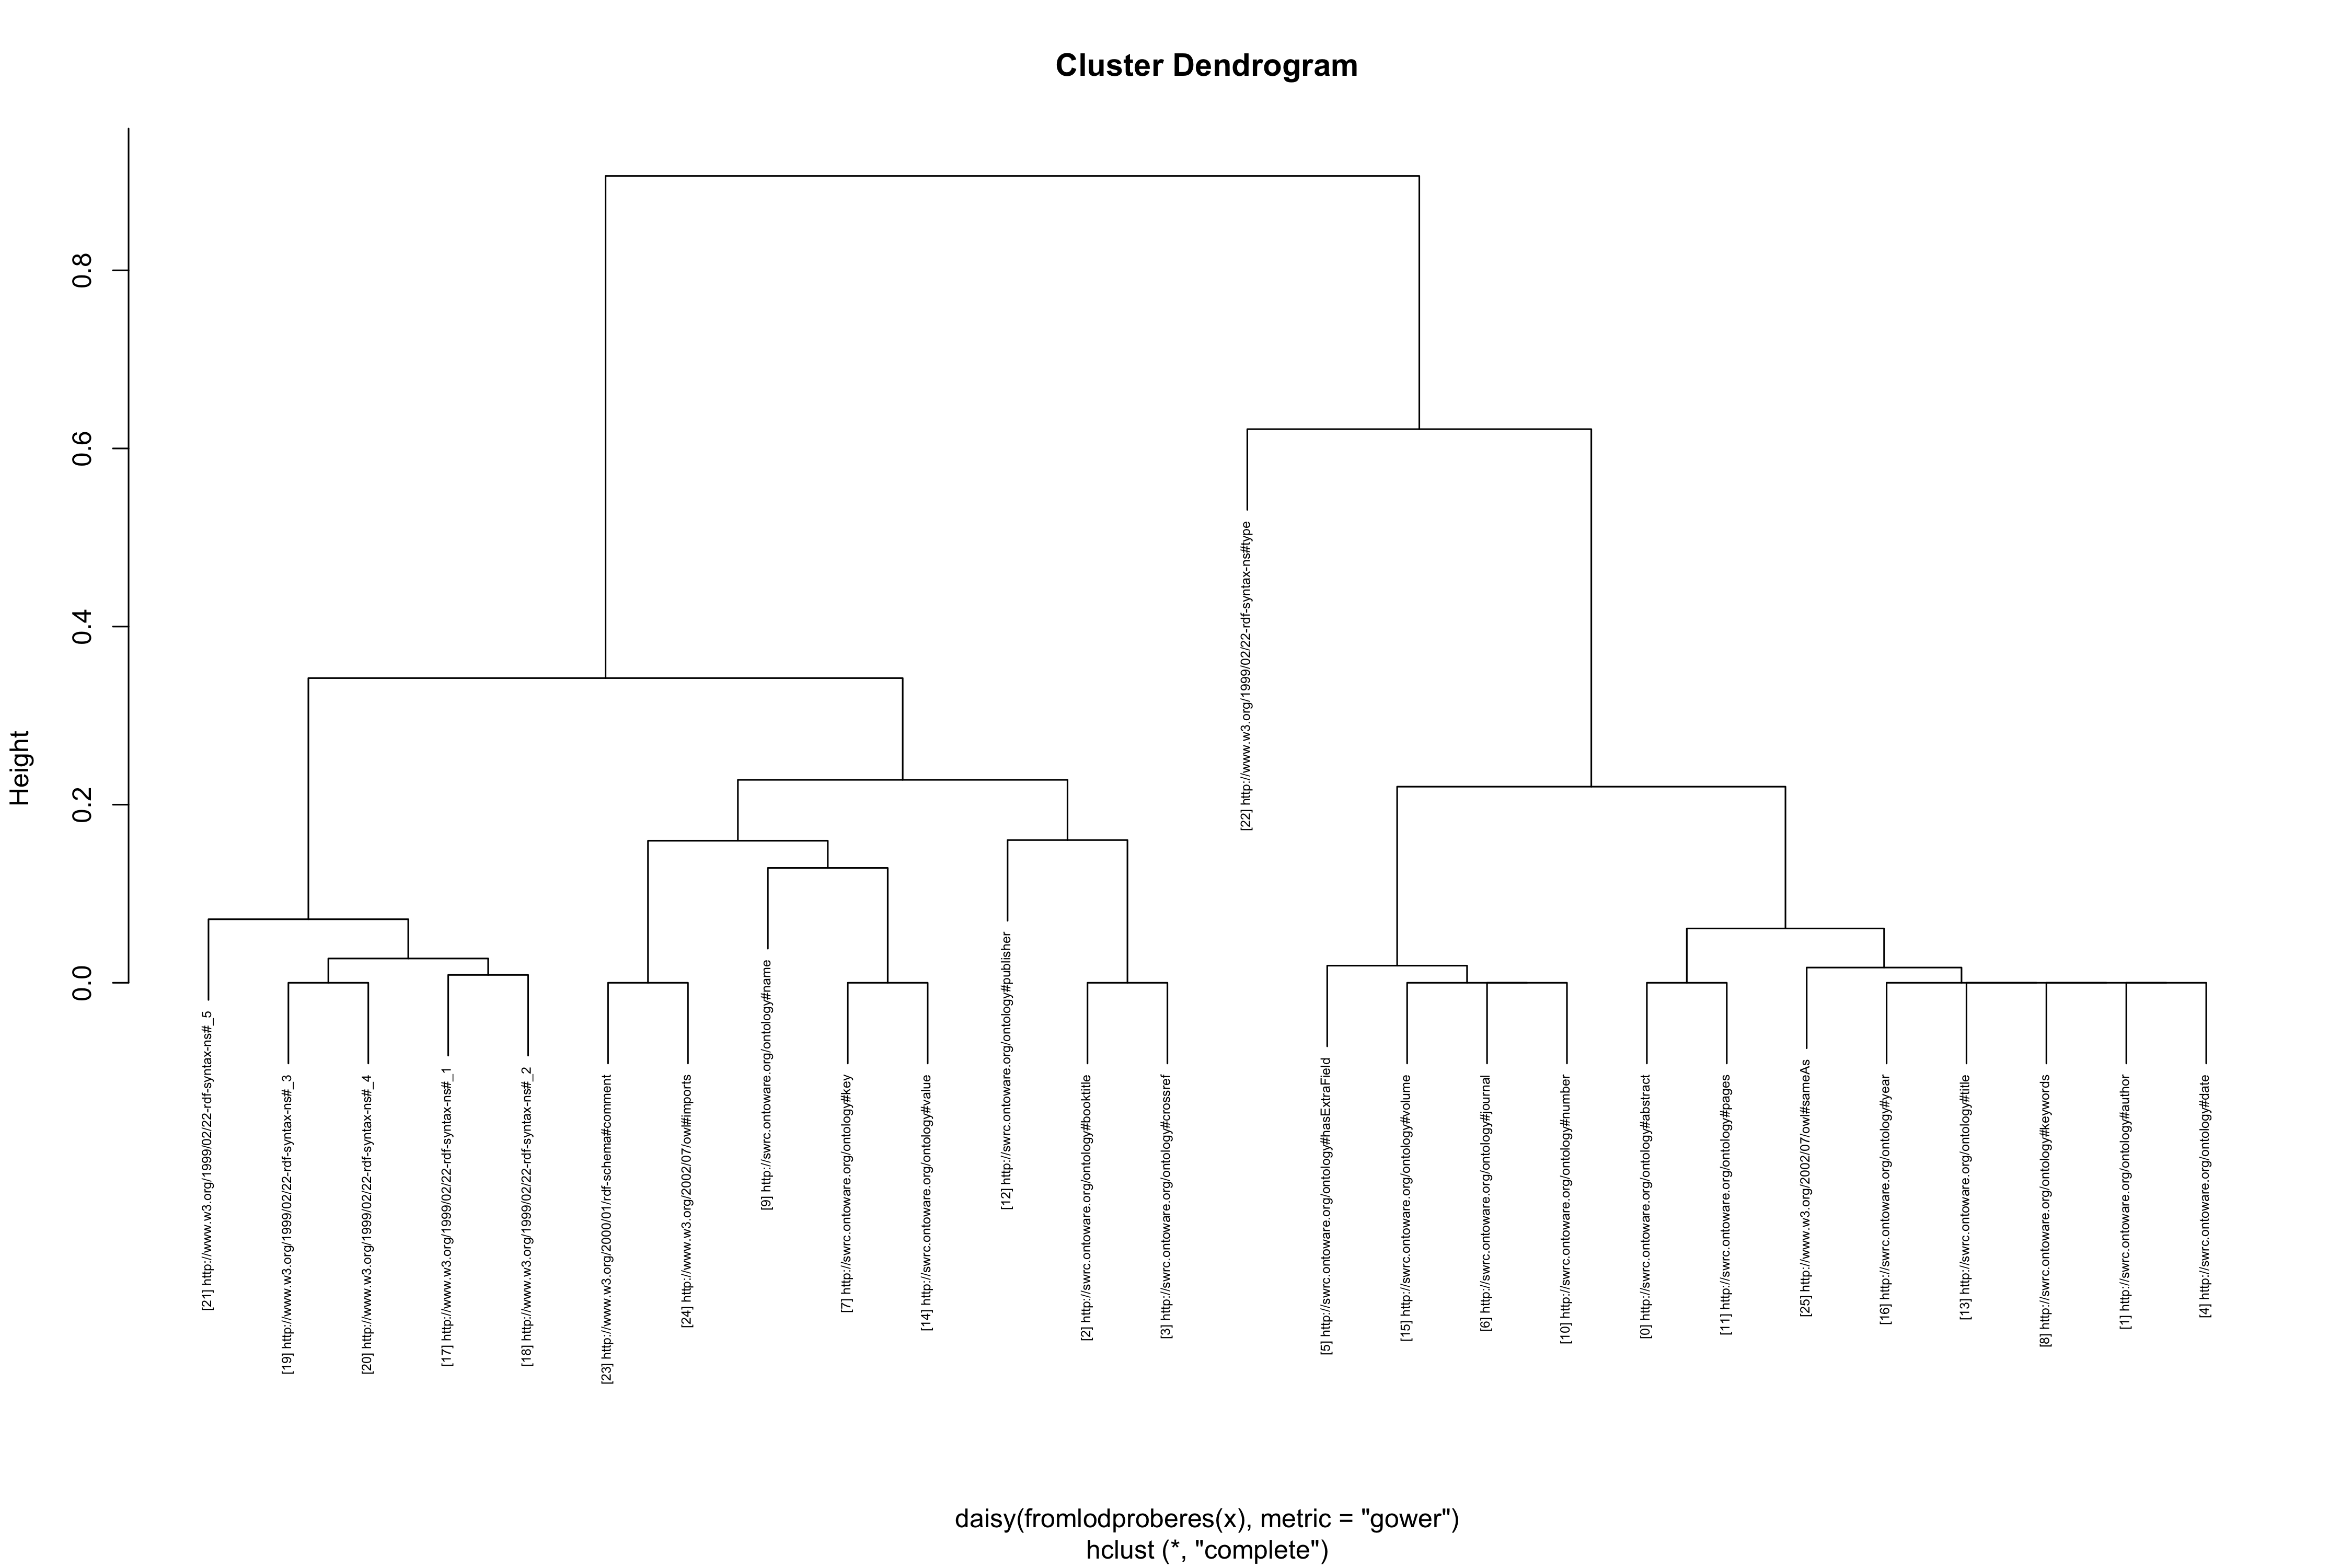 Cluster Dendrogram
Height
0.0
0.2
0.4
0.6
0.8
[21] http://www.w3.org/1999/02/22-rdf-syntax-ns#_5
[19] http://www.w3.org/1999/02/22-rdf-syntax-ns#_3
[20] http://www.w3.org/1999/02/22-rdf-syntax-ns#_4
[17] http://www.w3.org/1999/02/22-rdf-syntax-ns#_1
[18] http://www.w3.org/1999/02/22-rdf-syntax-ns#_2
[23] http://www.w3.org/2000/01/rdf-schema#comment
[24] http://www.w3.org/2002/07/owl#imports
[9] http://swrc.ontoware.org/ontology#name
[7] http://swrc.ontoware.org/ontology#key
[14] http://swrc.ontoware.org/ontology#value
[12] http://swrc.ontoware.org/ontology#publisher
[2] http://swrc.ontoware.org/ontology#booktitle
[3] http://swrc.ontoware.org/ontology#crossref
[22] http://www.w3.org/1999/02/22-rdf-syntax-ns#type
[5] http://swrc.ontoware.org/ontology#hasExtraField
[15] http://swrc.ontoware.org/ontology#volume
[6] http://swrc.ontoware.org/ontology#journal
[10] http://swrc.ontoware.org/ontology#number
[0] http://swrc.ontoware.org/ontology#abstract
[11] http://swrc.ontoware.org/ontology#pages
[25] http://www.w3.org/2002/07/owl#sameAs
[16] http://swrc.ontoware.org/ontology#year
[13] http://swrc.ontoware.org/ontology#title
[8] http://swrc.ontoware.org/ontology#keywords
[1] http://swrc.ontoware.org/ontology#author
[4] http://swrc.ontoware.org/ontology#date
daisy(fromlodproberes(x), metric = "gower")
hclust (*, "complete")